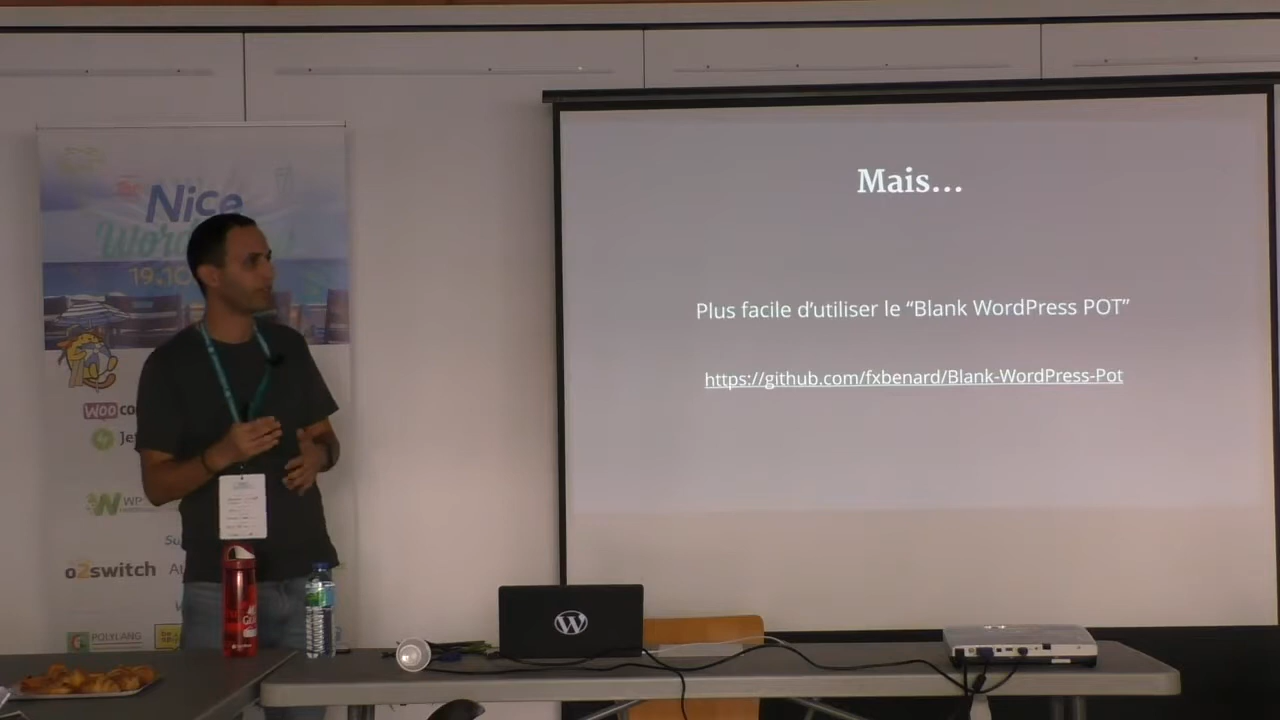 Nice
19.10
WOO
o2switch
POLYLANG
WP
Mais…
Plus facile d’utiliser le “Blank WordPress POT”
https://github.com/fxbenard/Blank-WordPress-Pot